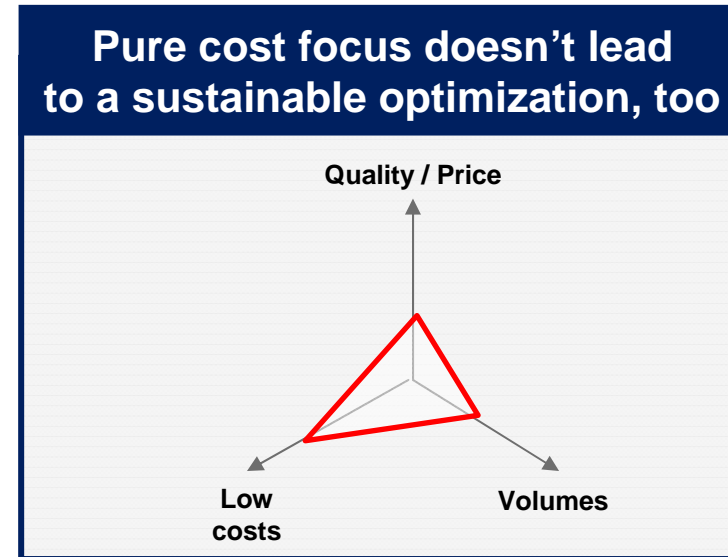 Pure cost focus doesn’t lead
to a sustainable optimization, too
Quality / Price
Low
costs
Volumes